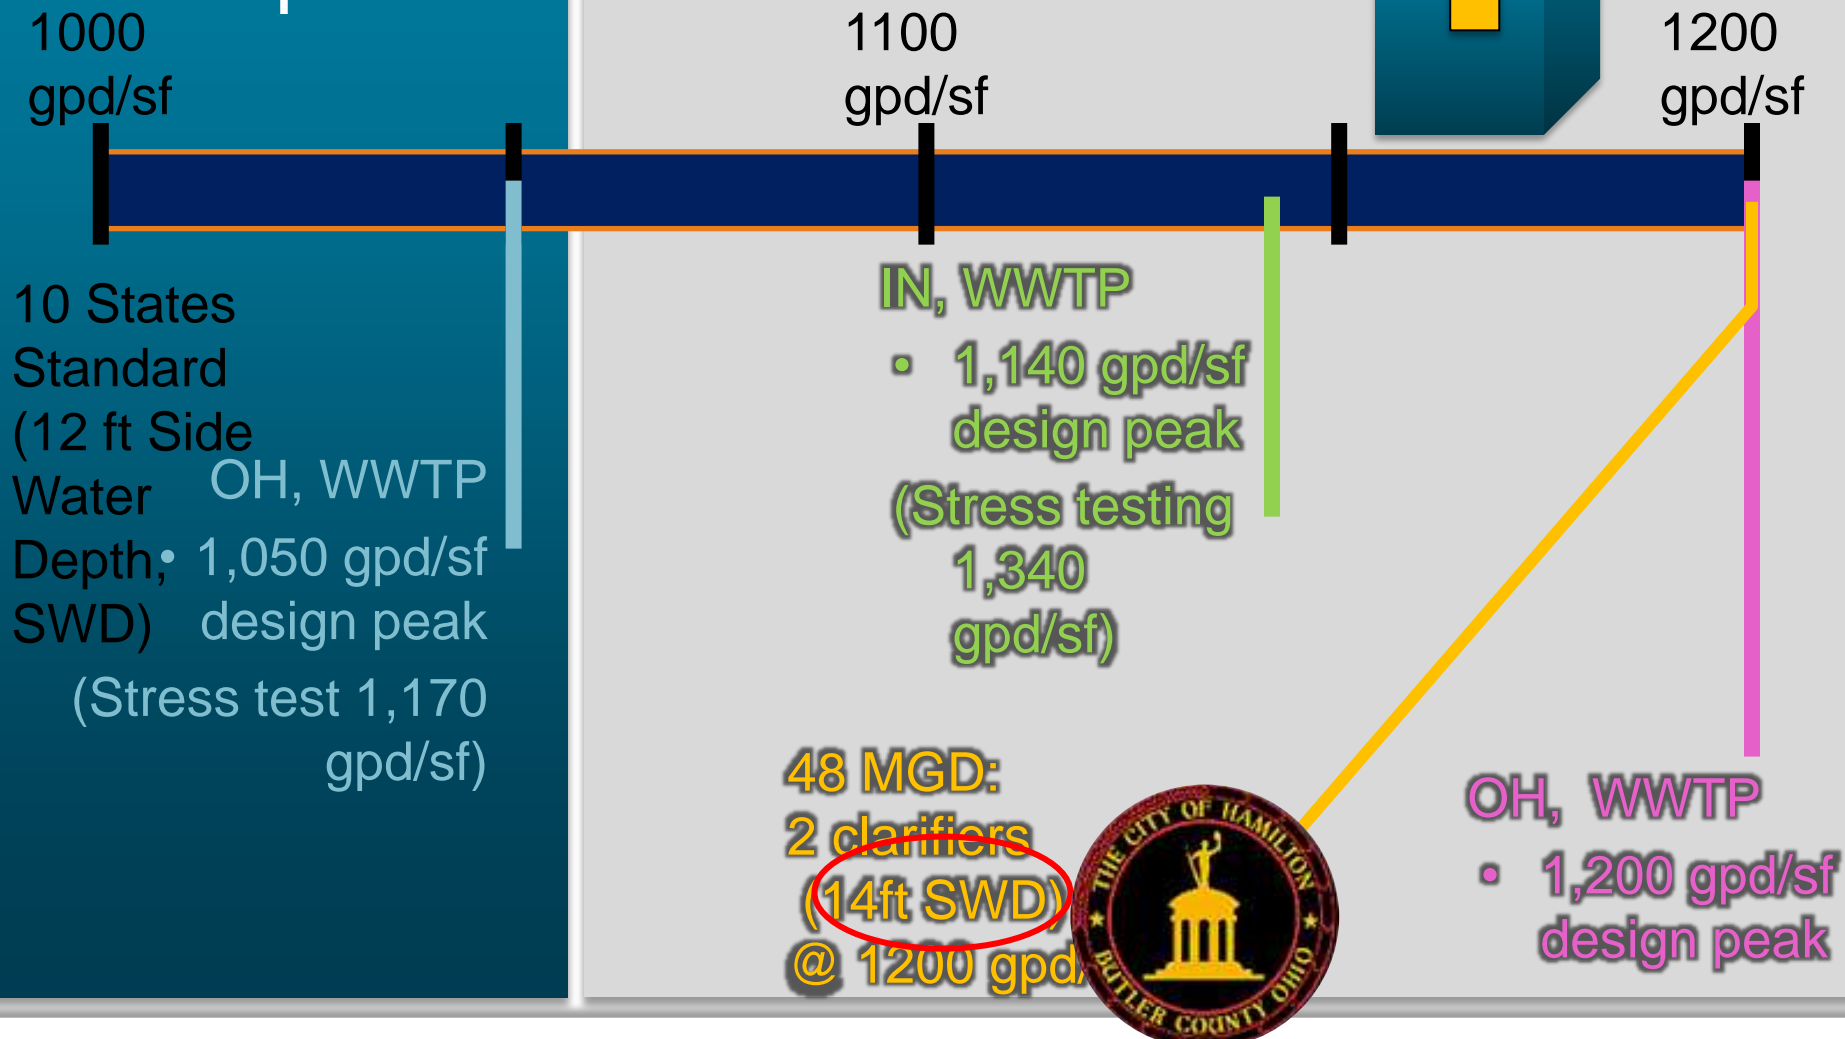 1000
gpd/sf
1100
gpd/sf
1200
gpd/sf
10 States
Standard
(12 ft Side
Water
Depth,
SWD)
OH, WWTP
• 1,050 gpd/sf
design peak
(Stress test 1,170
gpd/sf)
IN, WWTP
• 1,140 gpd/sf
design peak
(Stress testing
1,340
gpd/sf)
48 MGD:
2 clarifiers
(14ft SWD)
@ 1200 gpd/
THE CITY OF HAMILTON
BUTLER COUNTY OHIO
OH, WWTP
• 1,200 gpd/sf
design peak